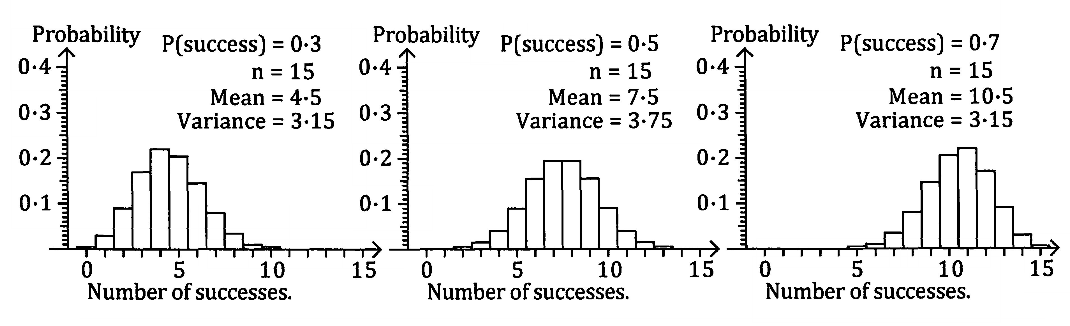 Probability
P(success) = 0·3
n = 15
Mean = 4·5
Variance = 3·15
0·4
0·3
0·2
0·1
0 5 10 15
Number of successes.
Probability
P(success) = 0·5
n = 15
Mean = 7·5
Variance = 3·75
0·4
0·3
0·2
0·1
0 5 10 15
Number of successes.
Probability
P(success) = 0·7
n = 15
Mean = 10·5
Variance = 3·15
0·4
0·3
0·2
0·1
0 5 10 15
Number of successes.